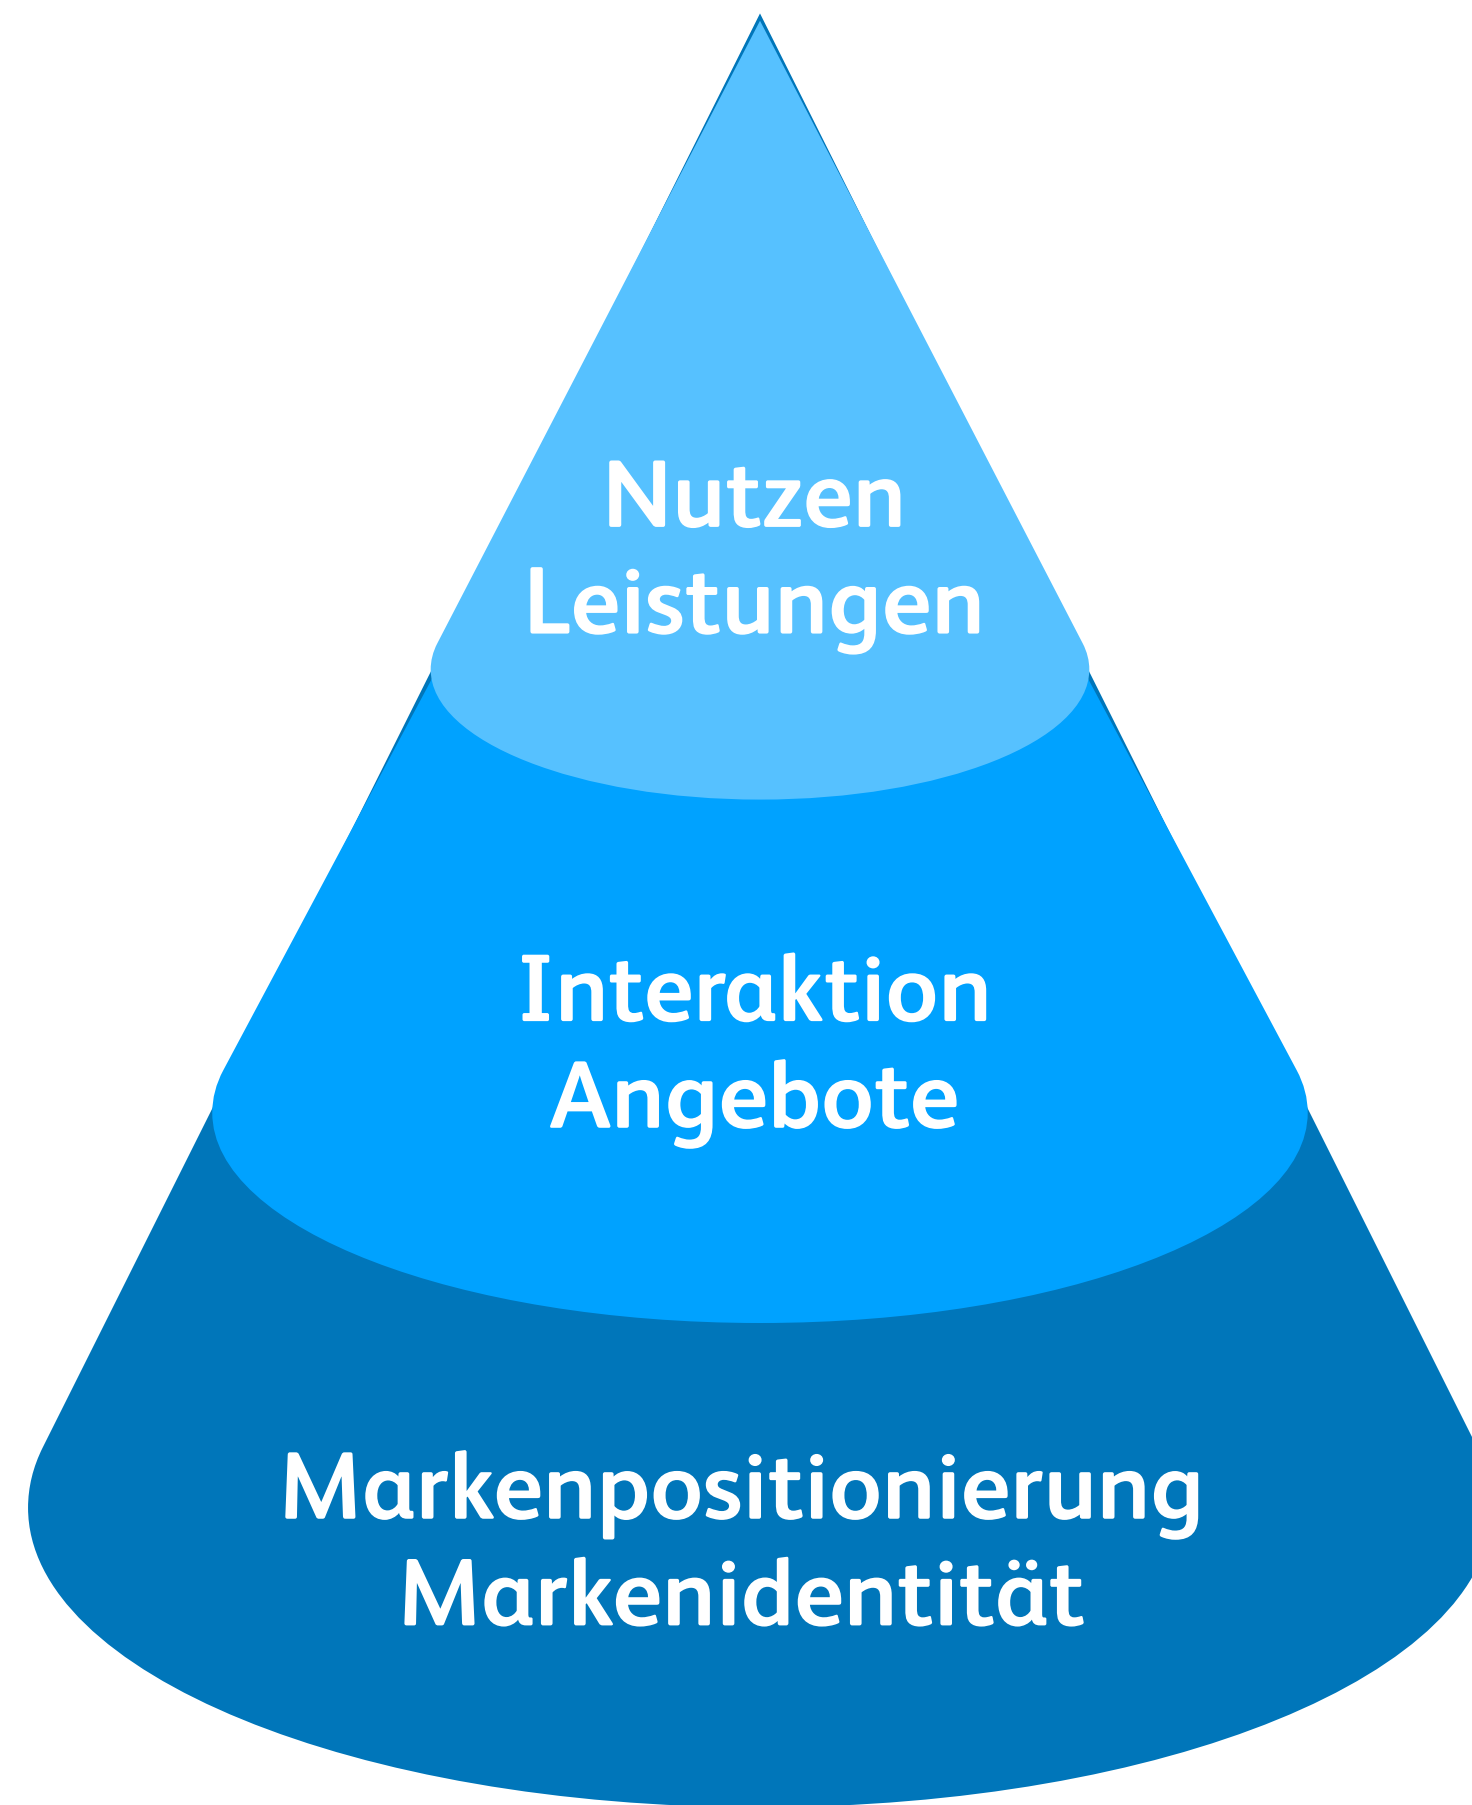 Nutzen
Leistungen
Interaktion
Angebote
Markenpositionierung
Markenidentität